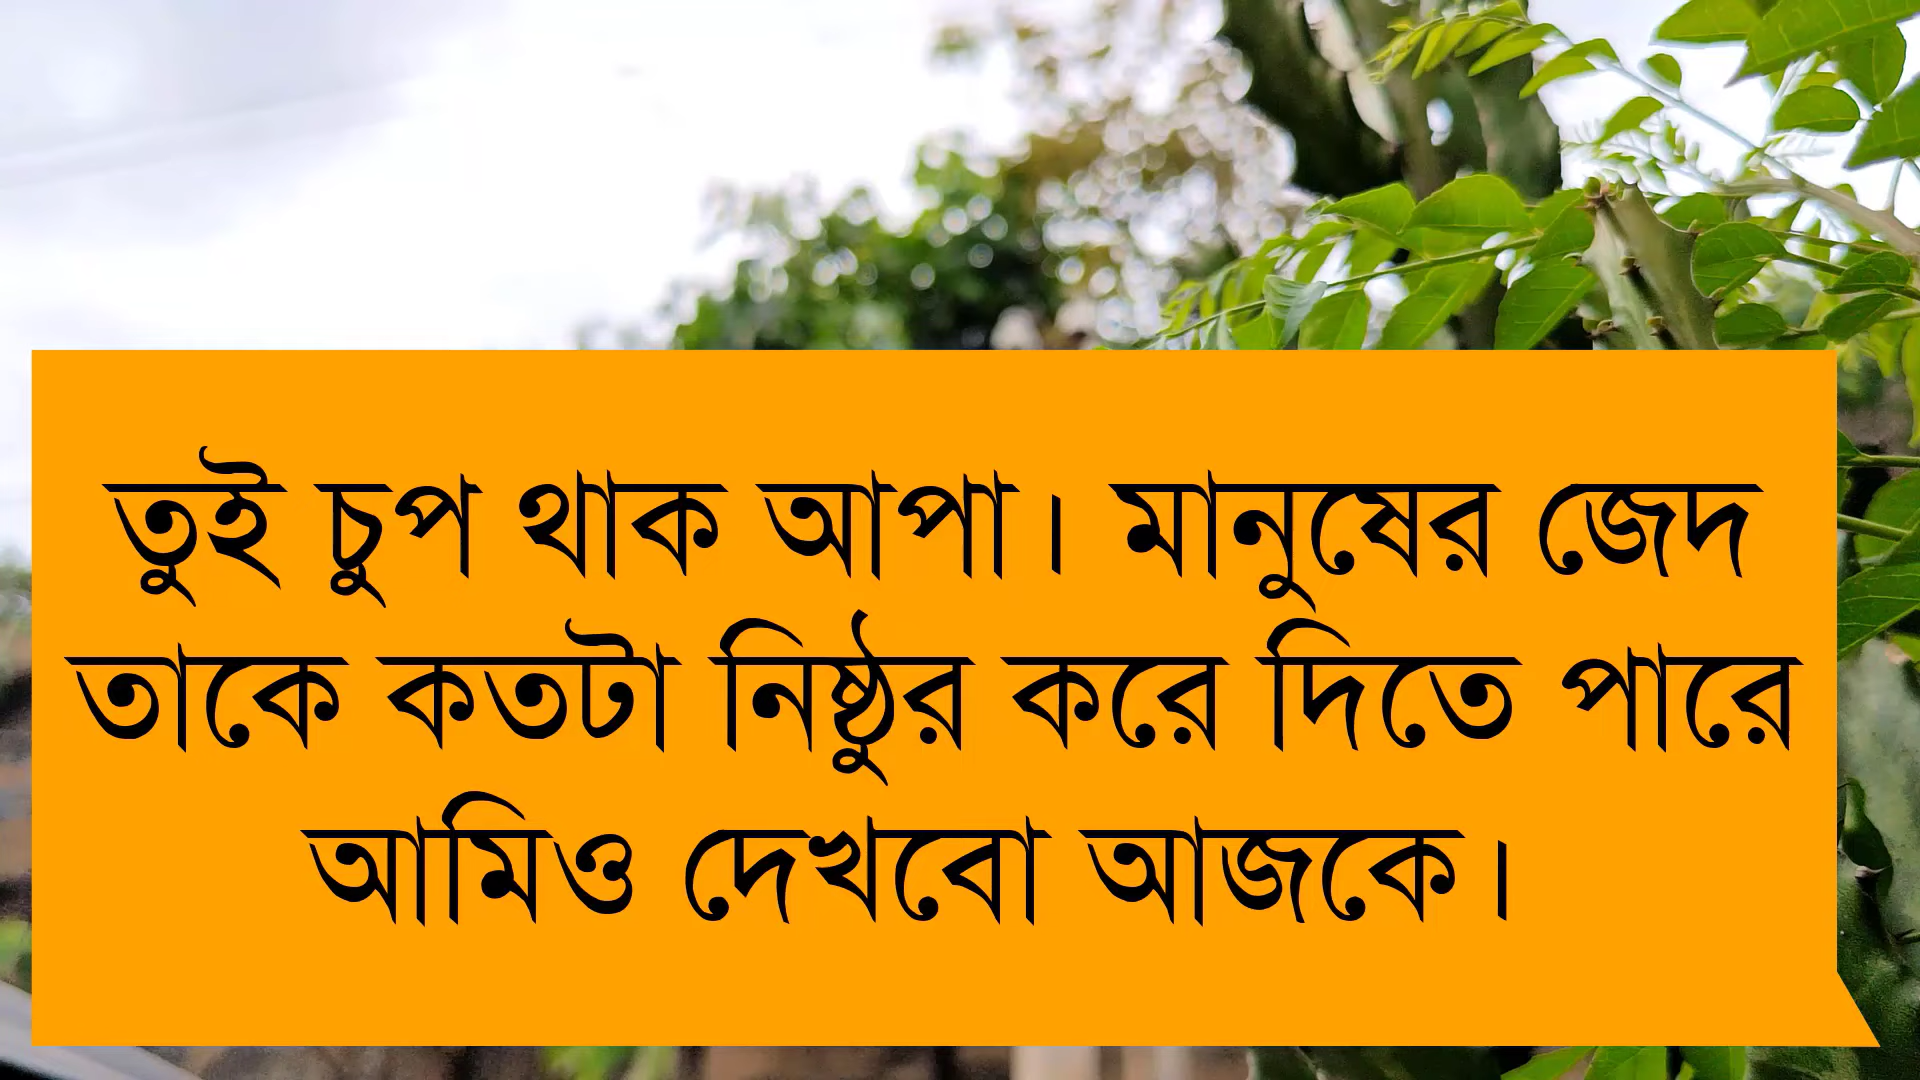 তুই চুপ থাক আপা। মানুষের জেদ
তাকে কতটা নিষ্ঠুর করে দিতে পারে
আমিও দেখবো আজকে।